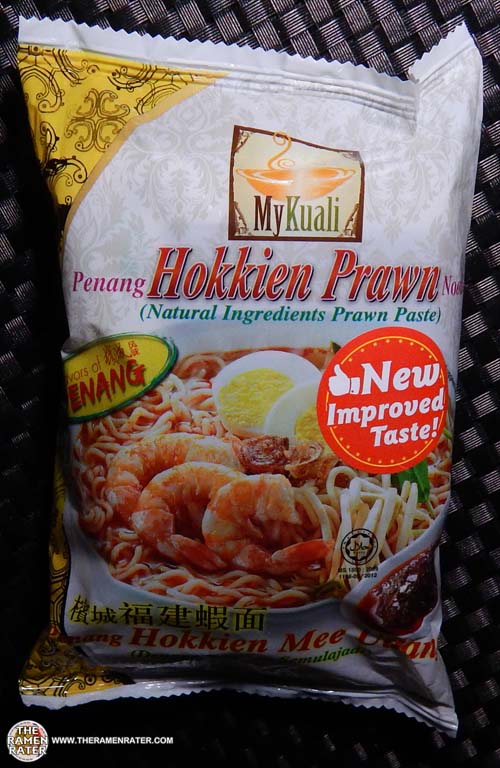 MyKuali
Penang Hokkien Prawn
(Natural Ingredients Prawn Paste)
New
Improved
Taste!
檳城福建蝦面
Hokkien Mee
THE
RAMEN
RATER
WWW.THERAMENRATER.COM